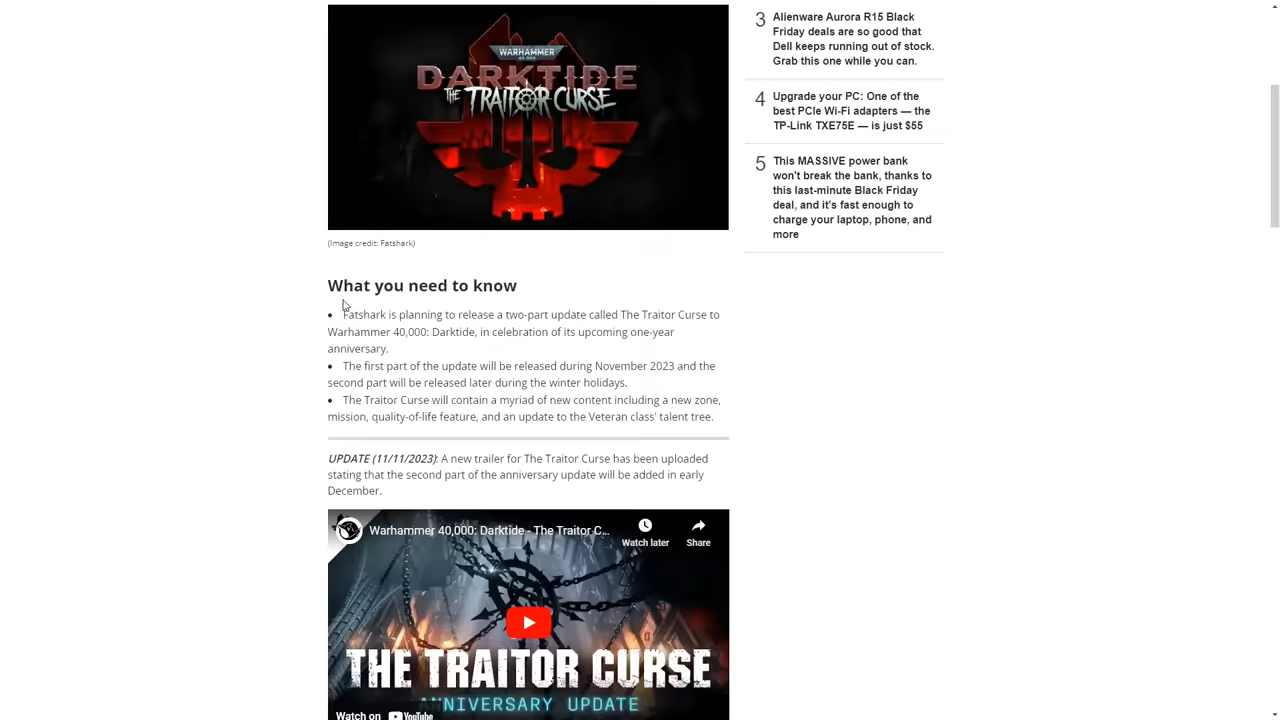 WARHAMMER
40,000
DARKTIDE
THE TRAITOR CURSE
(Image credit: Fatshark)
What you need to know
• Fatshark is planning to release a two-part update called The Traitor Curse to
Warhammer 40,000: Darktide, in celebration of its upcoming one-year
anniversary.
• The first part of the update will be released during November 2023 and the
second part will be released later during the winter holidays.
• The Traitor Curse will contain a myriad of new content including a new zone,
mission, quality-of-life feature, and an update to the Veteran class' talent tree.
UPDATE (11/11/2023): A new trailer for The Traitor Curse has been uploaded
stating that the second part of the anniversary update will be added in early
December.
Warhammer 40,000: Darktide - The Traitor C...
Watch later
Share
THE TRAITOR CURSE
ANNIVERSARY UPDATE
Watch on YouTube
3 Alienware Aurora R15 Black
Friday deals are so good that
Dell keeps running out of stock.
Grab this one while you can.
4 Upgrade your PC: One of the
best PCIe Wi-Fi adapters — the
TP-Link TXE75E — is just $55
5 This MASSIVE power bank
won't break the bank, thanks to
this last-minute Black Friday
deal, and it's fast enough to
charge your laptop, phone, and
more